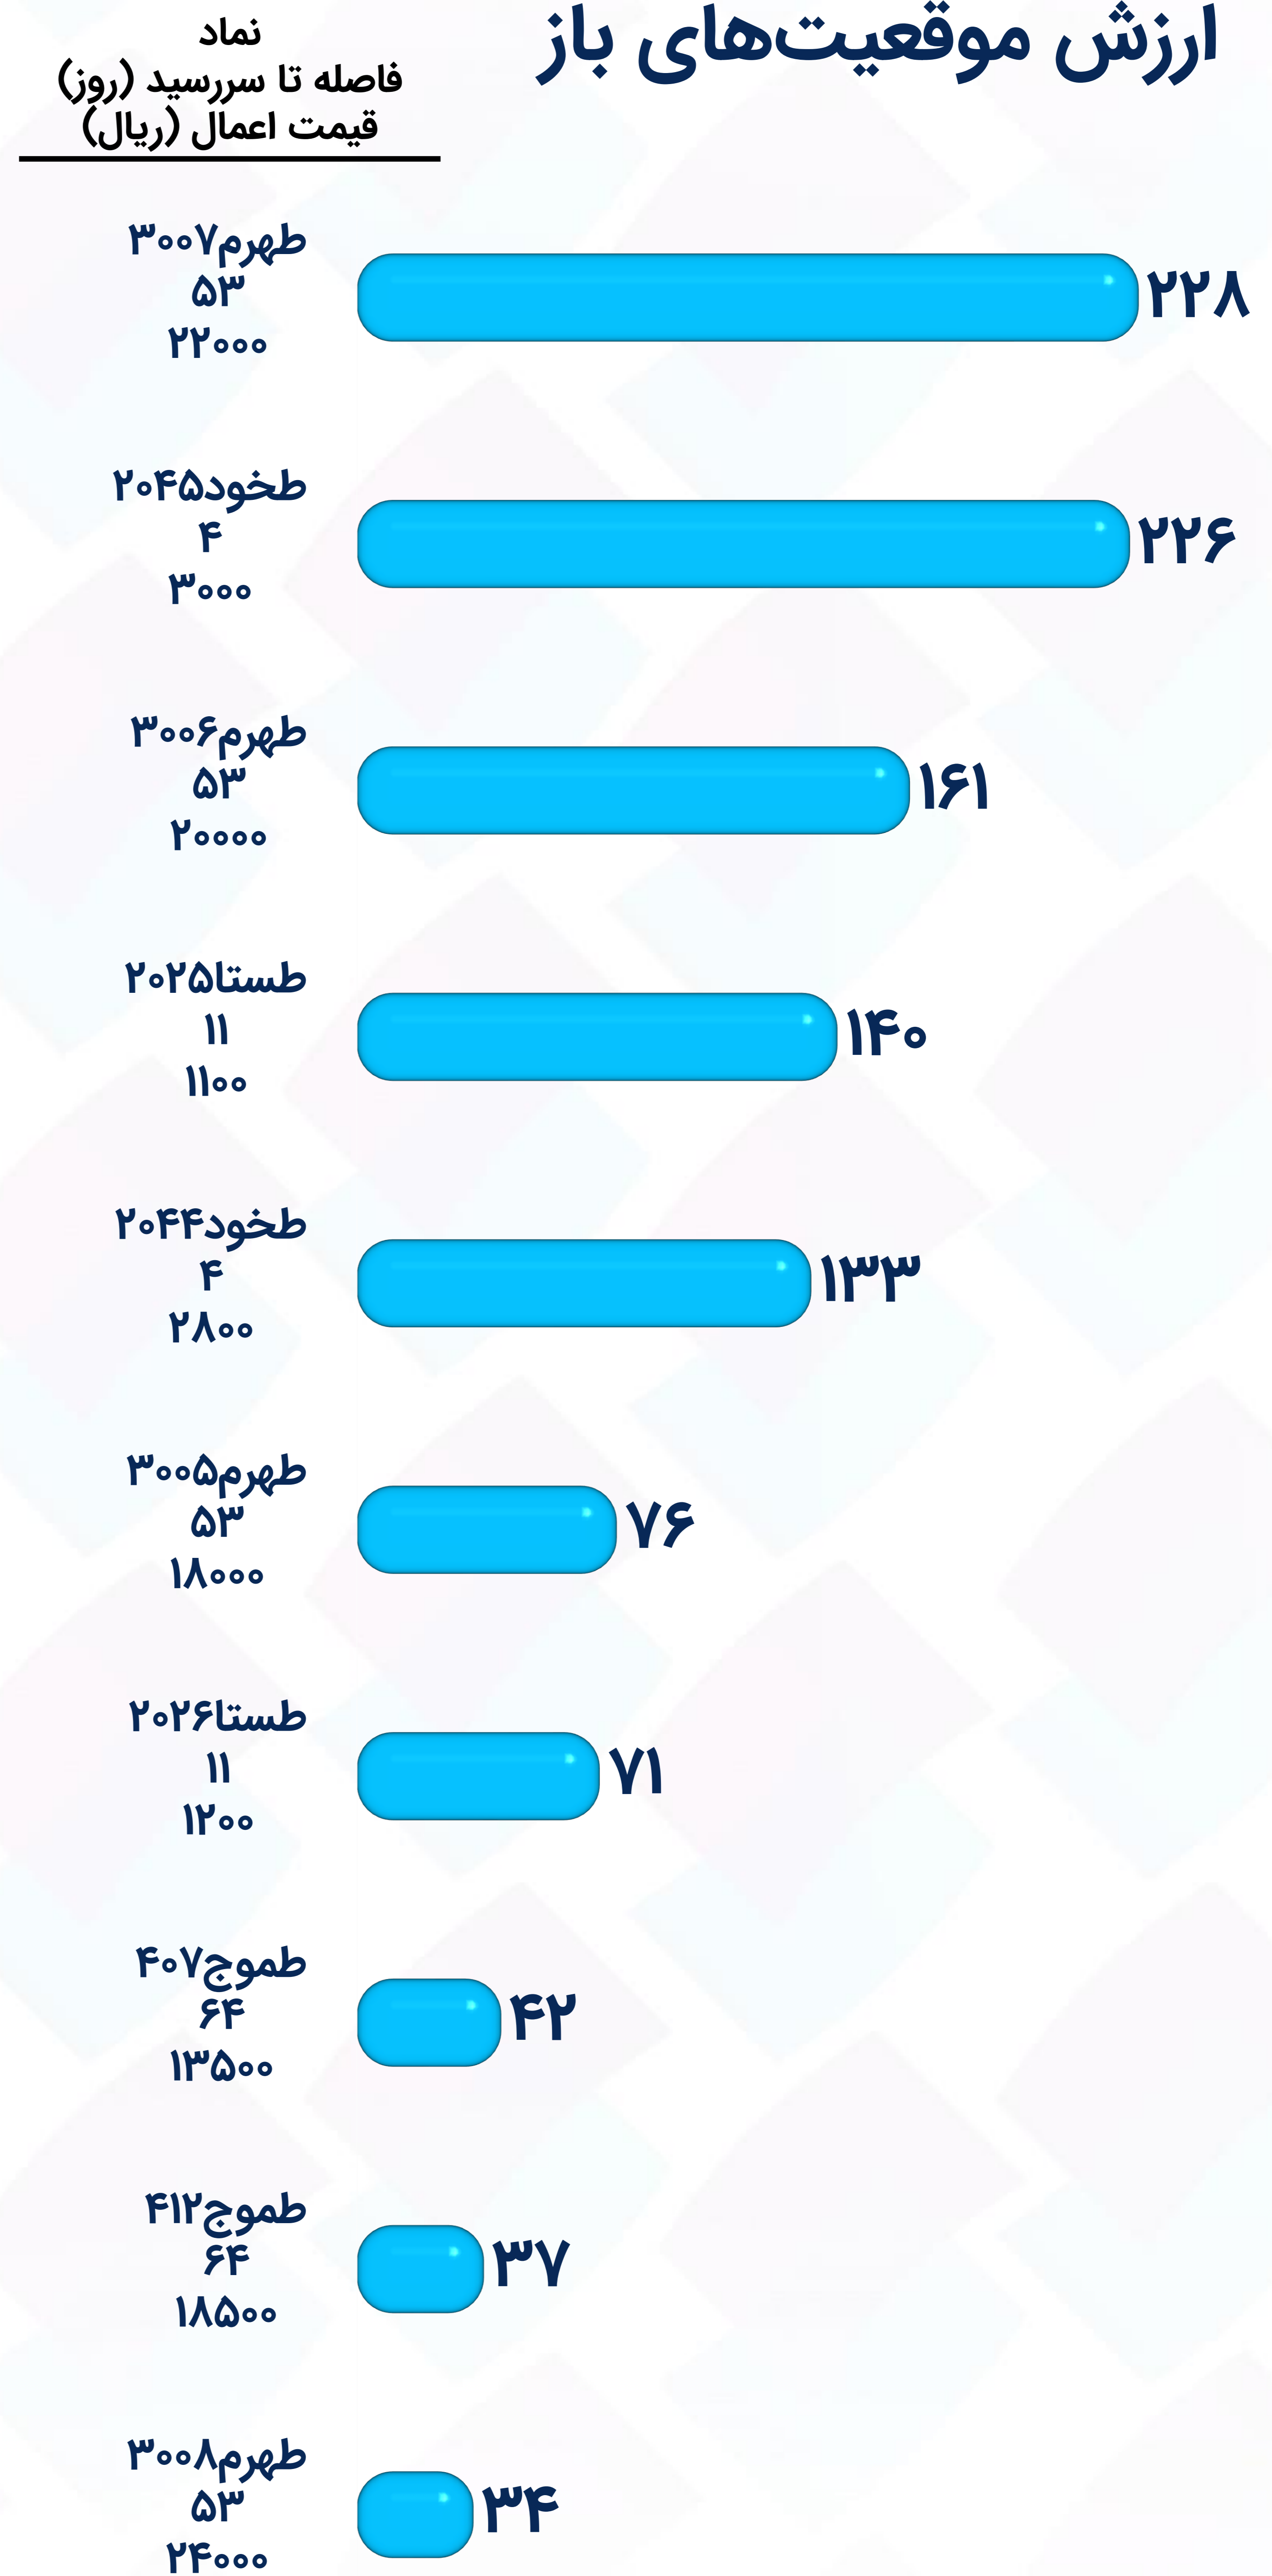 ارزش موقعیت‌های باز
نماد
فاصله تا سررسید (روز)
قیمت اعمال (ریال)
طهرم۳۰۰۷
۵۳
۲۲۰۰۰
۲۲۸
طخود۲۰۴۵
۴
۳۰۰۰
۲۲۶
طهرم۳۰۰۶
۵۳
۲۰۰۰۰
۱۶۱
طستا۲۰۲۵
۱۱
۱۱۰۰
۱۴۰
طخود۲۰۴۴
۴
۲۸۰۰
۱۳۳
طهرم۳۰۰۵
۵۳
۱۸۰۰۰
۷۶
طستا۲۰۲۶
۱۱
۱۲۰۰
۷۱
طموج۴۰۷
۶۴
۱۳۵۰۰
۴۲
طموج۴۱۲
۶۴
۱۸۵۰۰
۳۷
طهرم۳۰۰۸
۵۳
۲۴۰۰۰
۳۴